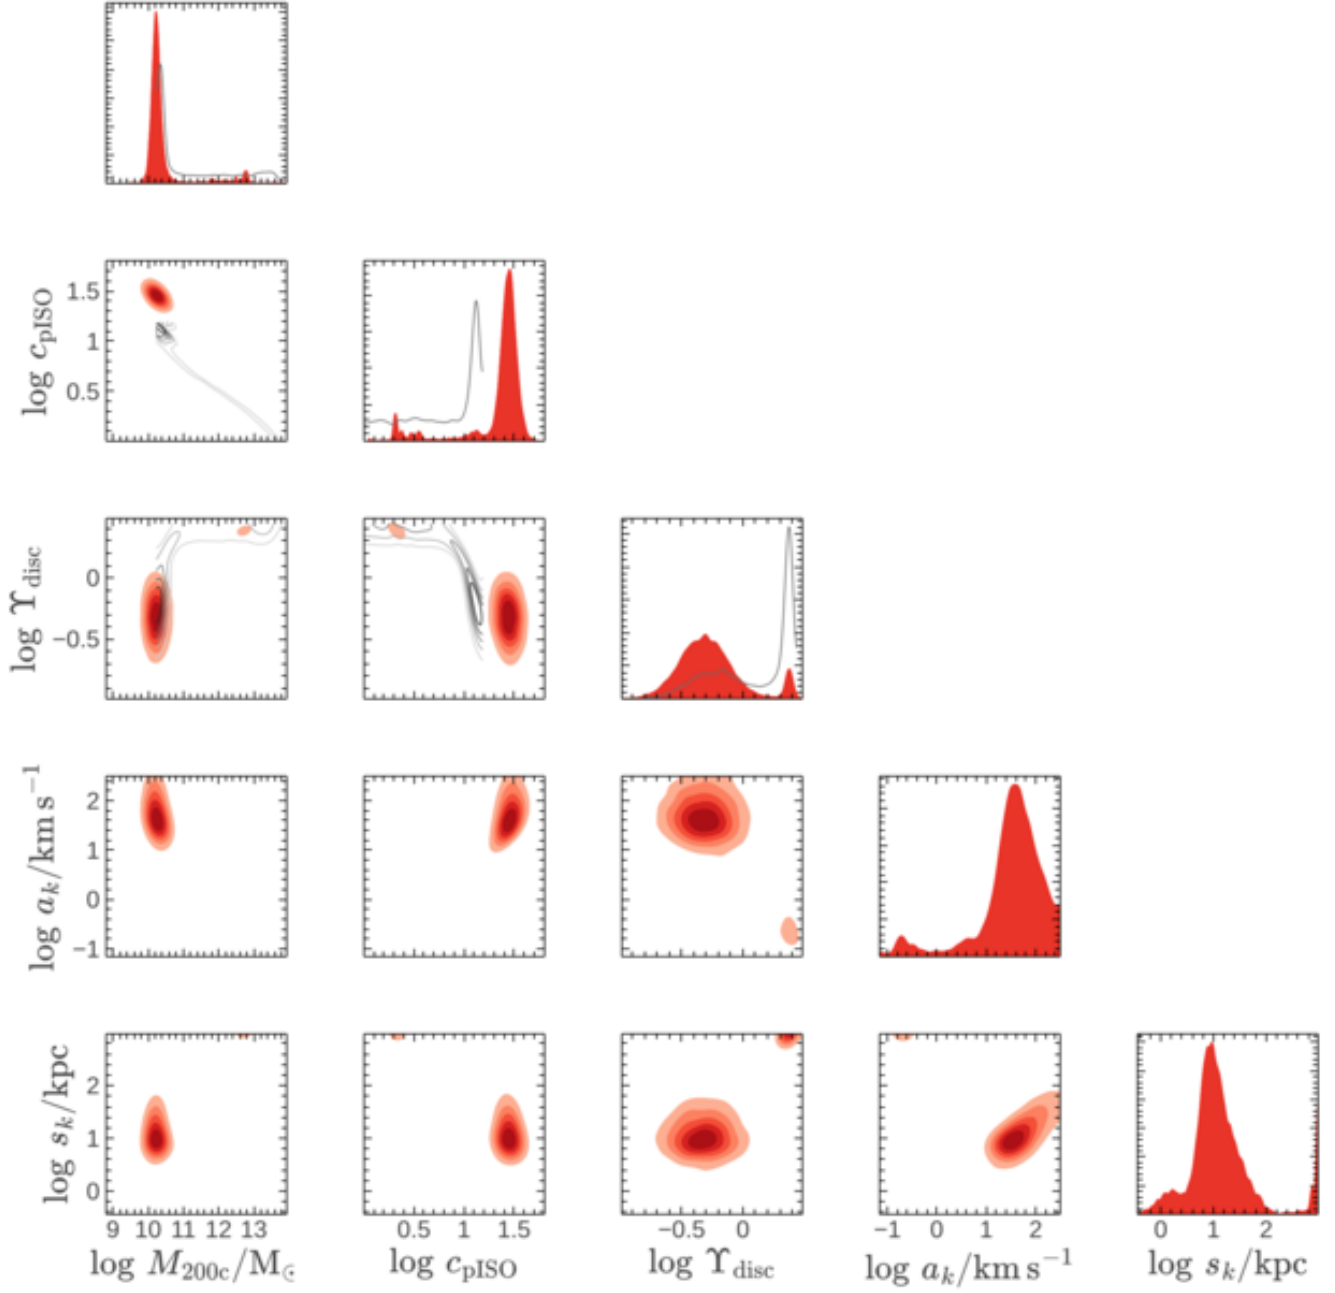 log c_pISO
1.5
1
0.5
log ϒ_disc
0
−0.5
log a_k/km s⁻¹
2
1
0
−1
log s_k/kpc
2
1
0
9 10 11 12 13
0.5 1 1.5
−0.5 0
−1 0 1 2
0 1 2
log M_200c/M_⊙
log c_pISO
log ϒ_disc
log a_k/km s⁻¹
log s_k/kpc